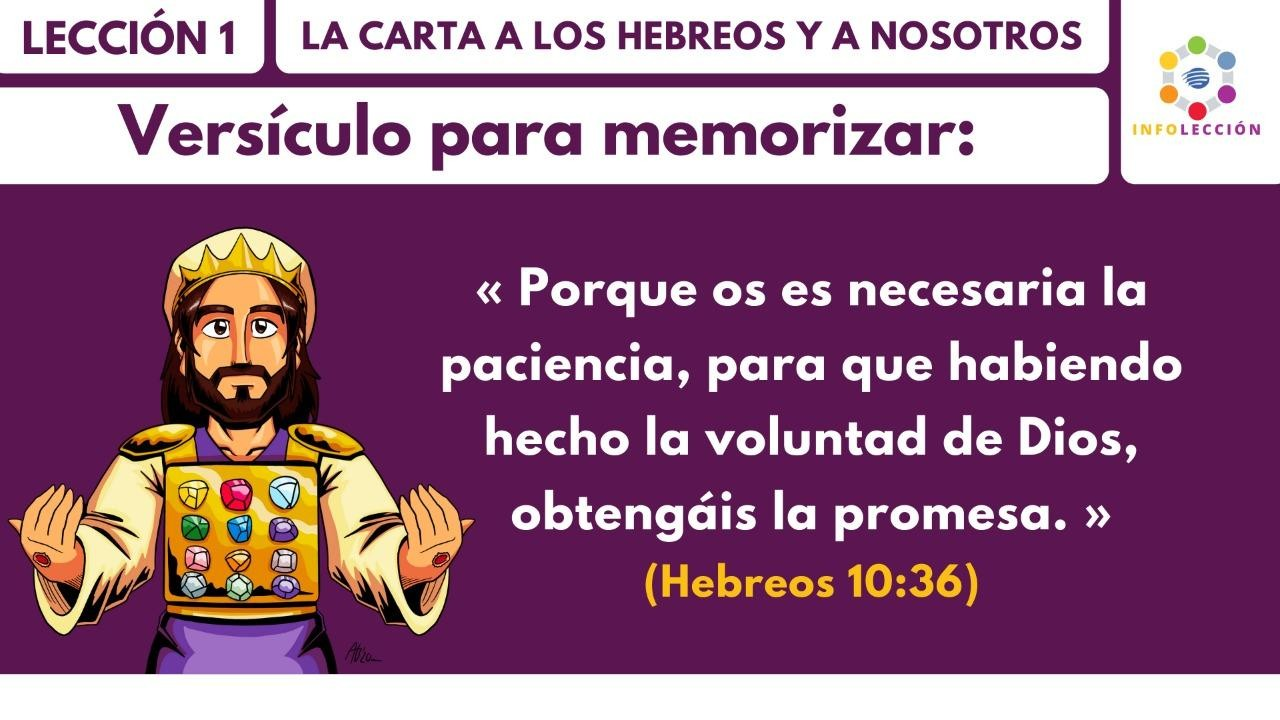 LECCIÓN 1
LA CARTA A LOS HEBREOS Y A NOSOTROS
INFOLECCIÓN
Versículo para memorizar:
« Porque os es necesaria la
paciencia, para que habiendo
hecho la voluntad de Dios,
obtengáis la promesa. »
(Hebreos 10:36)